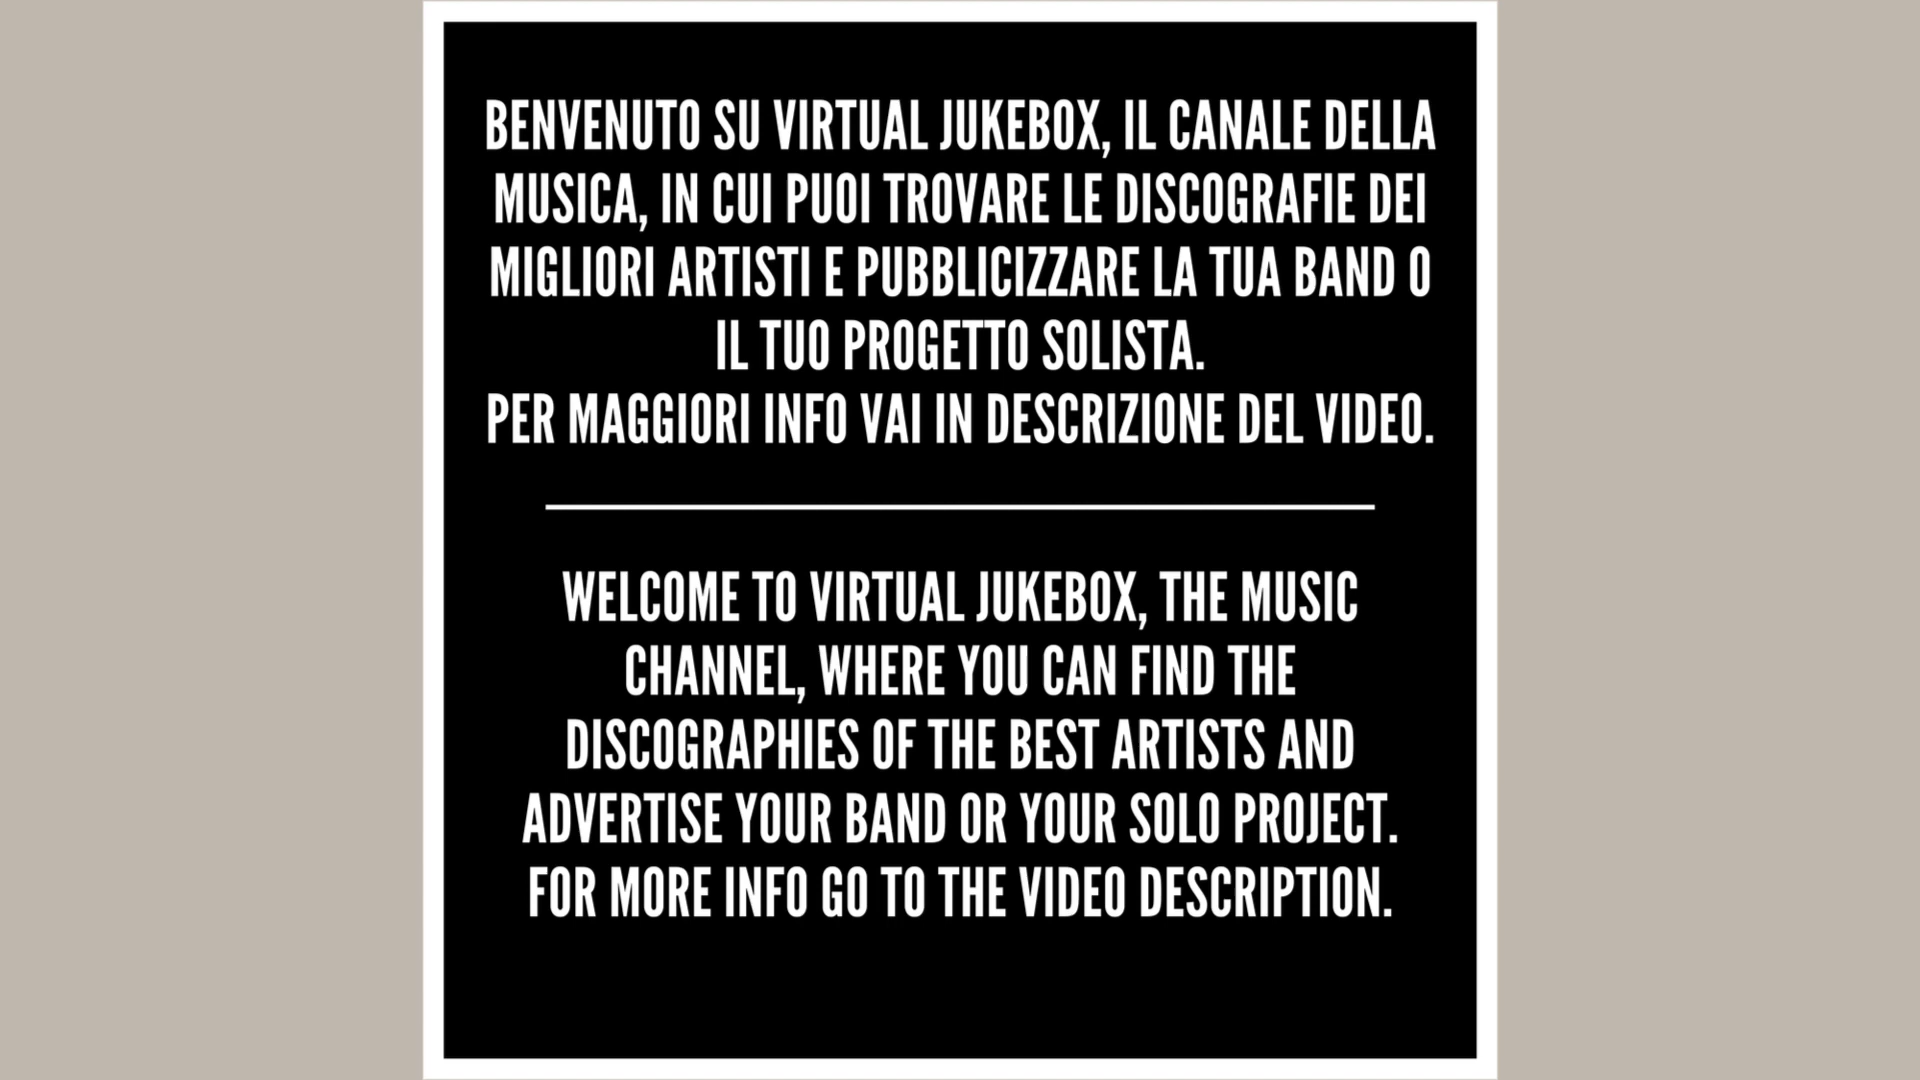 BENVENUTO SU VIRTUAL JUKEBOX, IL CANALE DELLA
MUSICA, IN CUI PUOI TROVARE LE DISCOGRAFIE DEI
MIGLIORI ARTISTI E PUBBLICIZZARE LA TUA BAND O
IL TUO PROGETTO SOLISTA.
PER MAGGIORI INFO VAI IN DESCRIZIONE DEL VIDEO.
WELCOME TO VIRTUAL JUKEBOX, THE MUSIC
CHANNEL, WHERE YOU CAN FIND THE
DISCOGRAPHIES OF THE BEST ARTISTS AND
ADVERTISE YOUR BAND OR YOUR SOLO PROJECT.
FOR MORE INFO GO TO THE VIDEO DESCRIPTION.